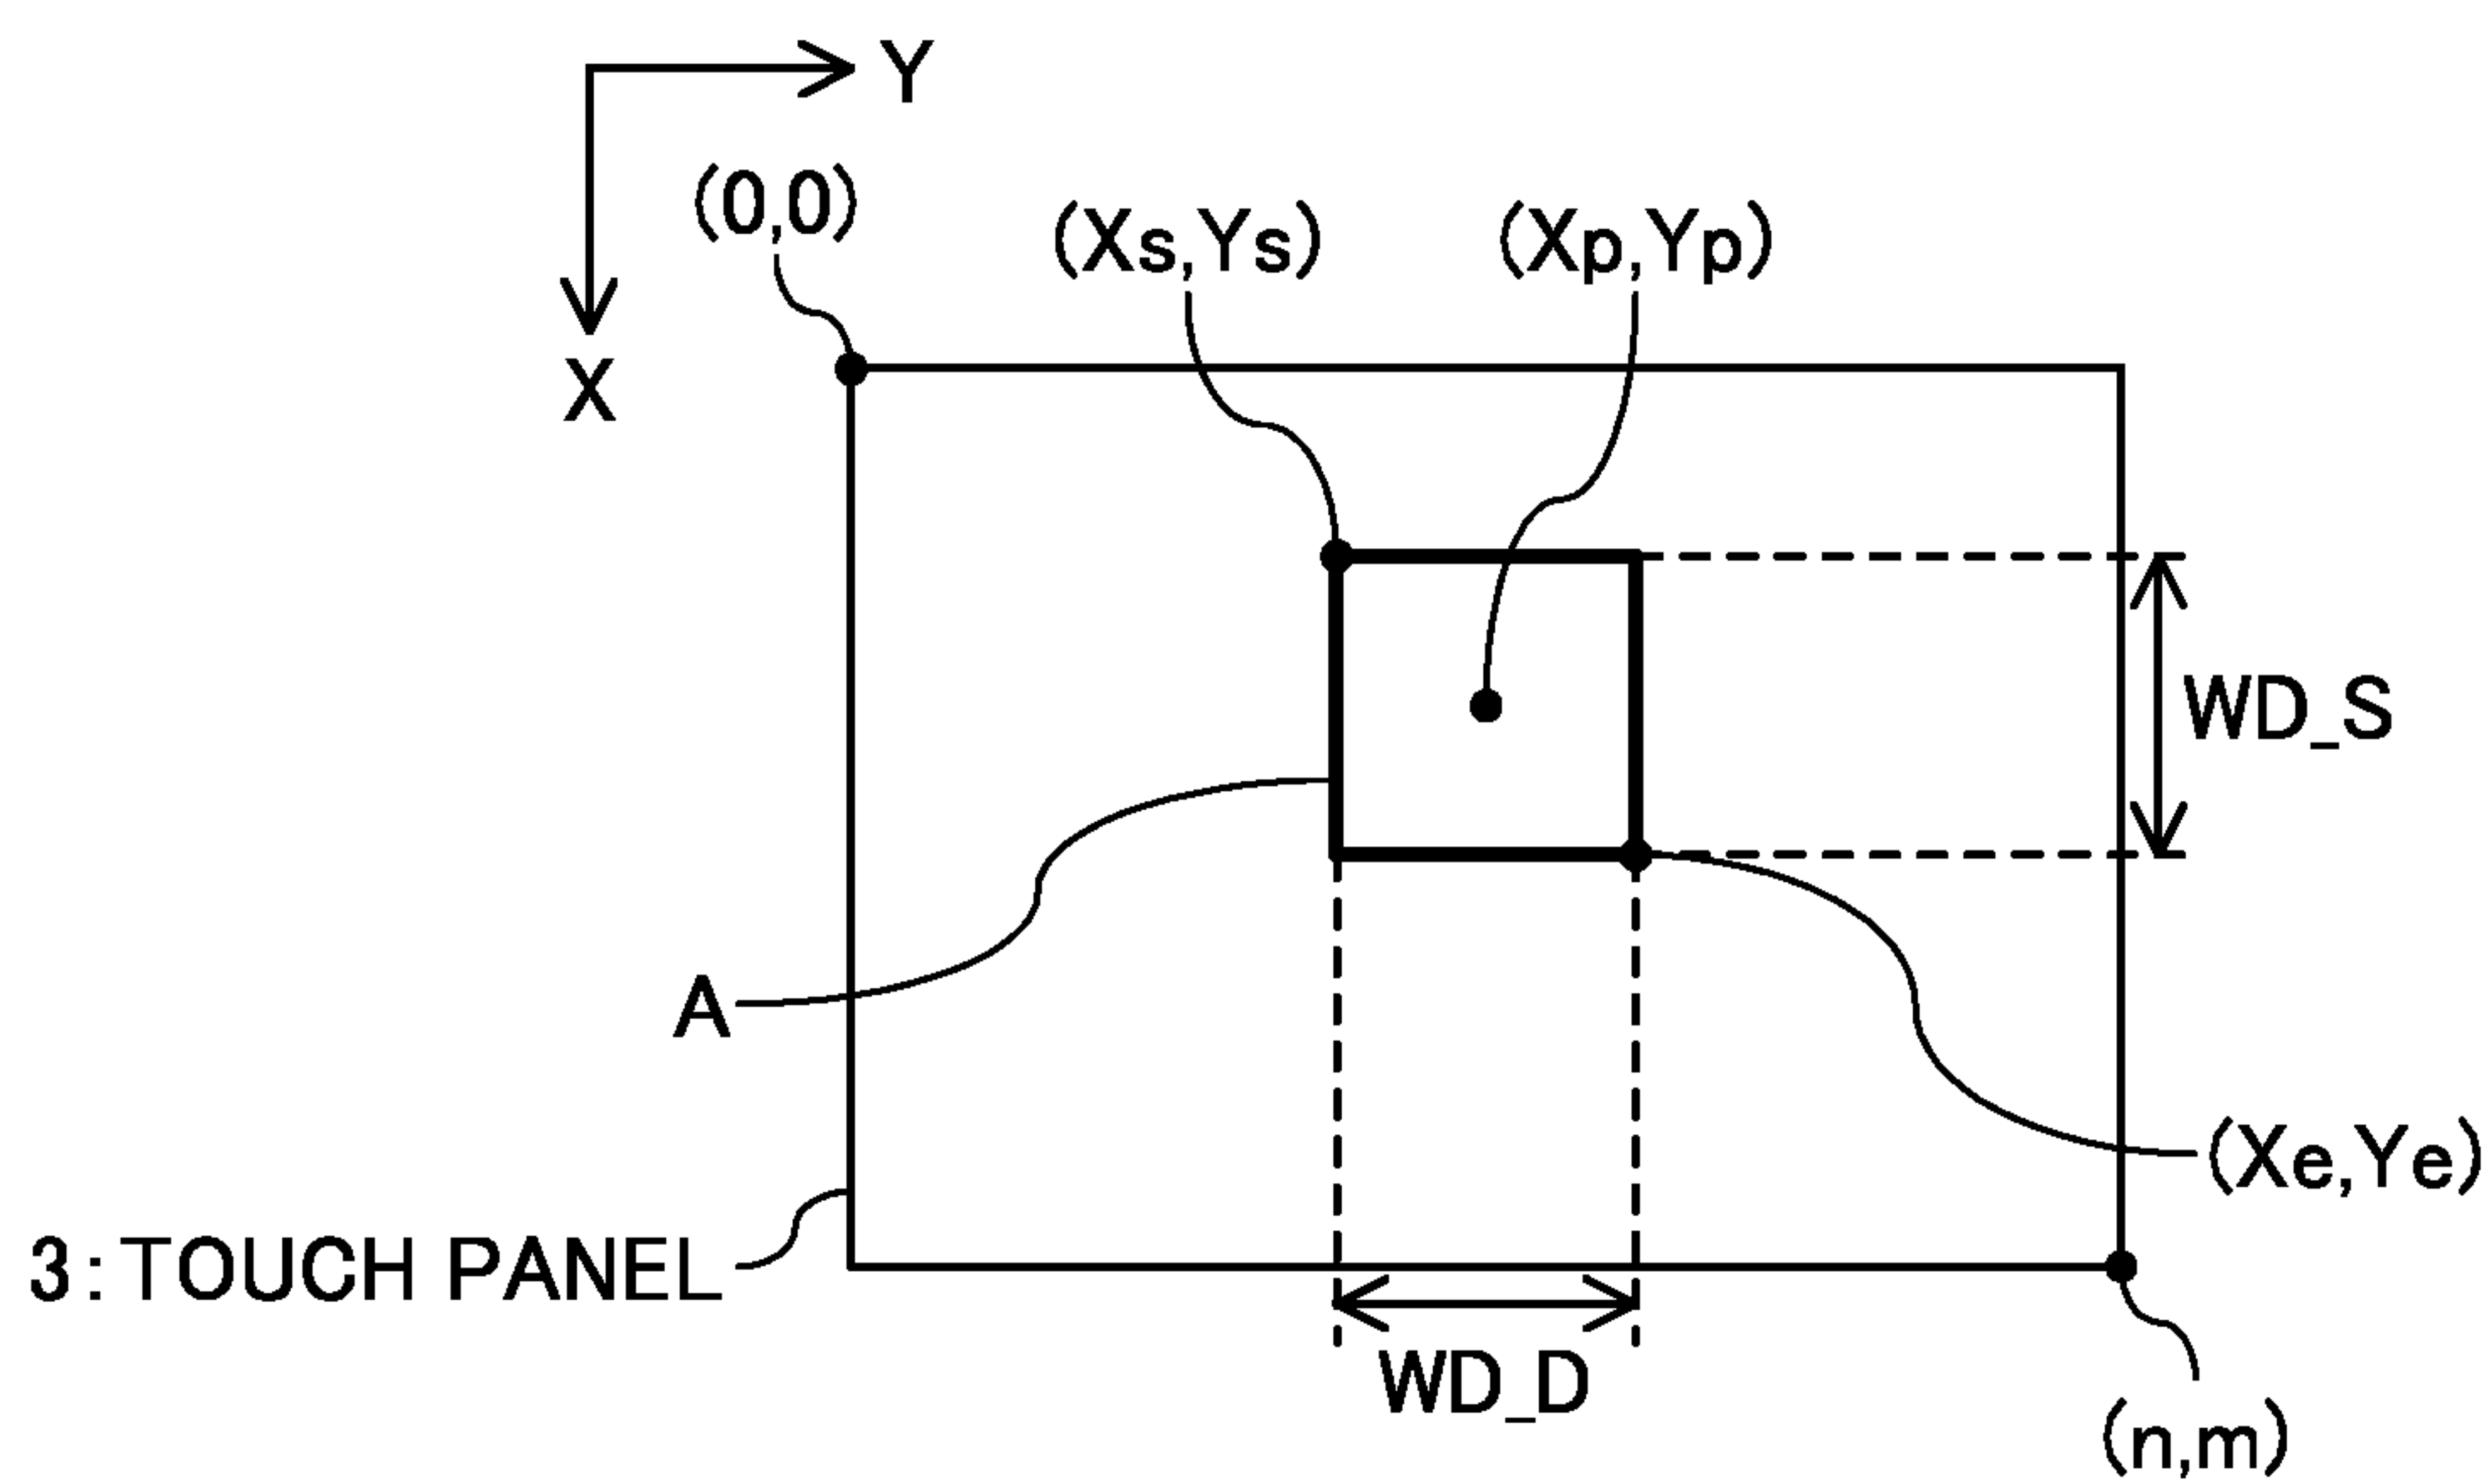 Y
X
(0,0)
(Xs,Ys)
(Xp,Yp)
WD_S
A
(Xe,Ye)
3:TOUCH PANEL
WD_D
(n,m)